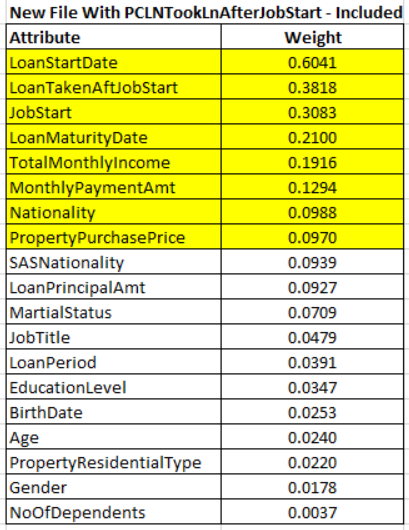 New File With PCLNTookLnAfterJobStart - Included
Attribute Weight
LoanStartDate 0.6041
LoanTakenAftJobStart 0.3818
JobStart 0.3083
LoanMaturityDate 0.2100
TotalMonthlyIncome 0.1916
MonthlyPaymentAmt 0.1294
Nationality 0.0988
PropertyPurchasePrice 0.0970
SASNationality 0.0939
LoanPrincipalAmt 0.0927
MartialStatus 0.0709
JobTitle 0.0479
LoanPeriod 0.0391
EducationLevel 0.0347
BirthDate 0.0253
Age 0.0240
PropertyResidentialType 0.0220
Gender 0.0178
NoOfDependents 0.0037